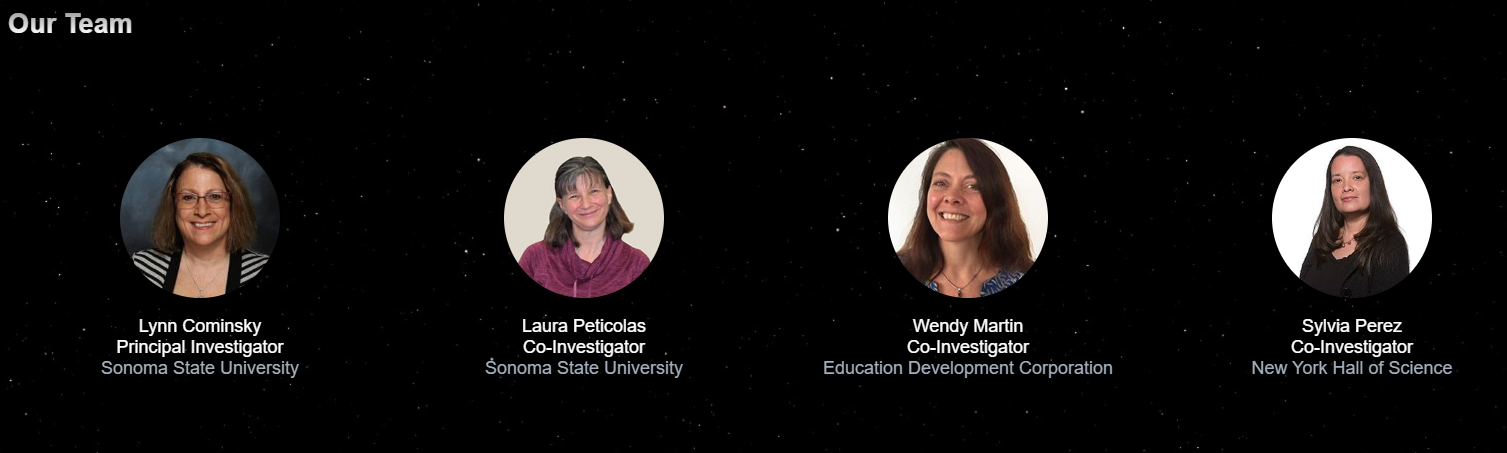 Our Team
Lynn Cominsky
Principal Investigator
Sonoma State University
Laura Peticolas
Co-Investigator
Sonoma State University
Wendy Martin
Co-Investigator
Education Development Corporation
Sylvia Perez
Co-Investigator
New York Hall of Science